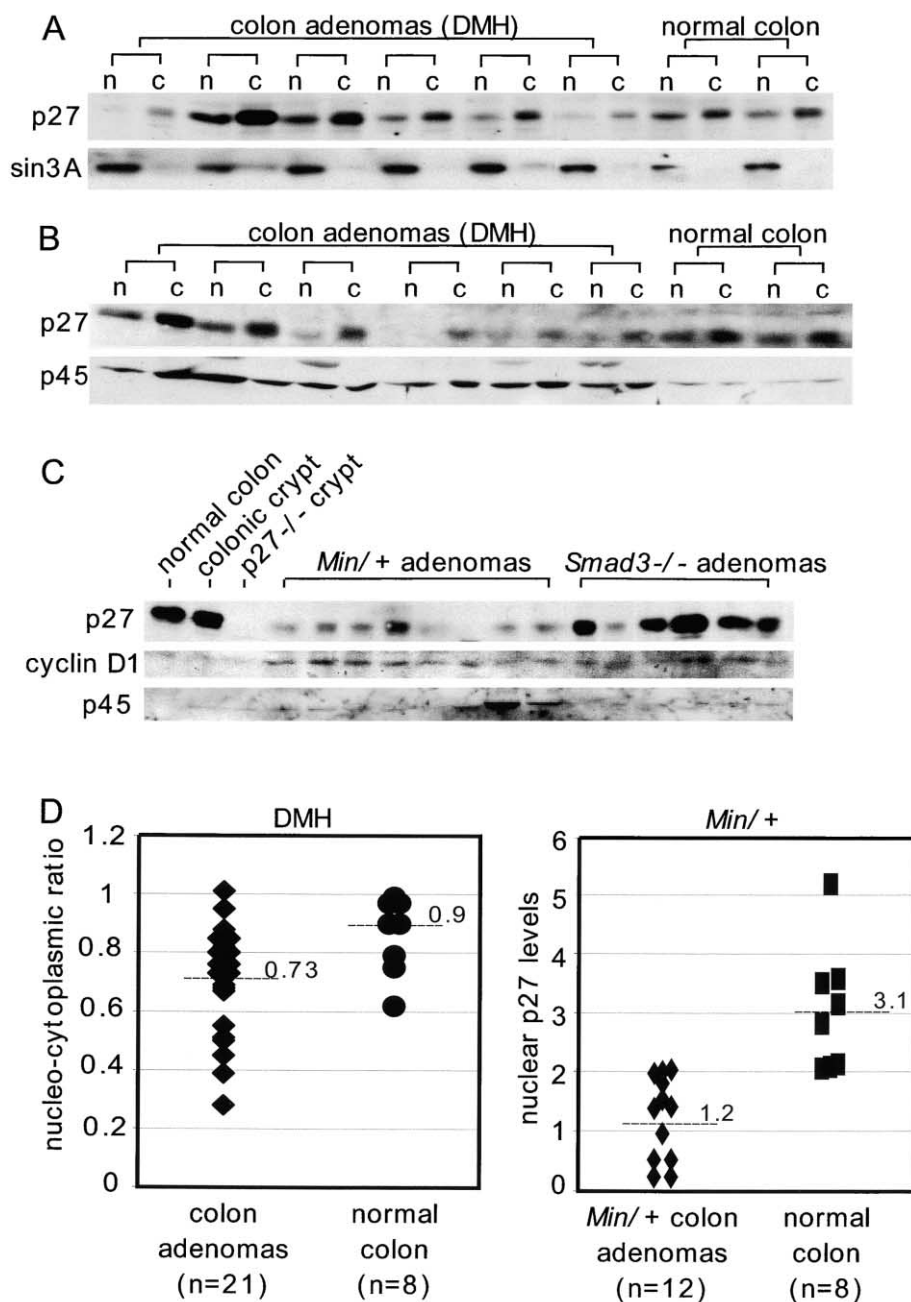 A
colon adenomas (DMH) normal colon
n c n c n c n c n c n c n c n c
p27
sin3A
B
colon adenomas (DMH) normal colon
n c n c n c n c n c n c n c n c
p27
p45
C
normal colon
colonic crypt
p27-/- crypt
Min/+ adenomas Smad3-/- adenomas
p27
cyclin D1
p45
D
DMH
nucleo-cytoplasmic ratio
1.2
1
0.8
0.6
0.4
0.2
0
0.73
0.9
colon adenomas (n=21)
normal colon (n=8)
Min/+
nuclear p27 levels
6
5
4
3
2
1
0
1.2
3.1
Min/+ colon adenomas (n=12)
normal colon (n=8)